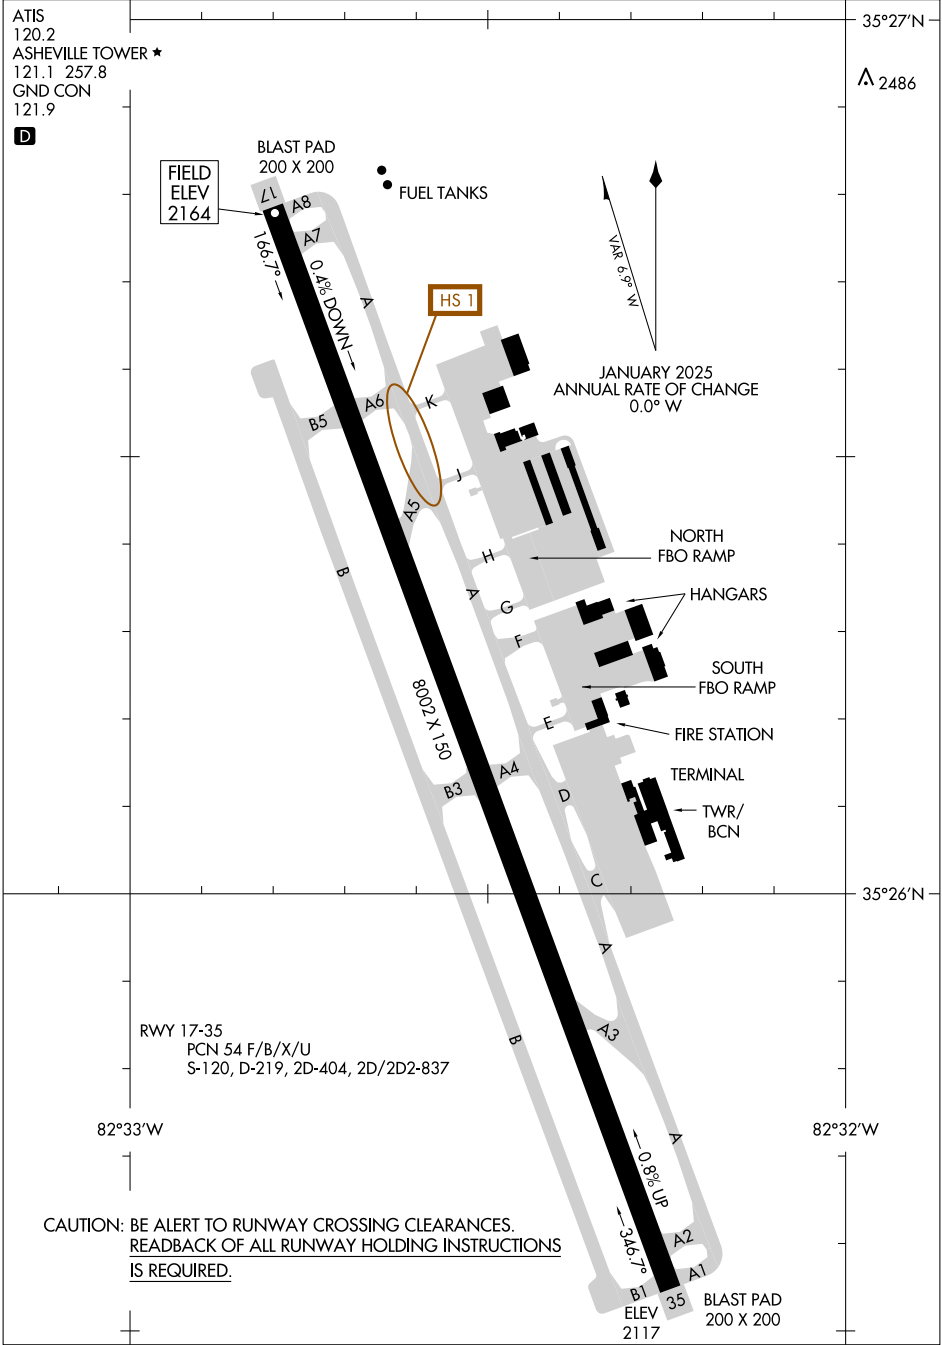 ATIS
120.2
ASHEVILLE TOWER ★
121.1 257.8
GND CON
121.9
D
35°27'N
2486
BLAST PAD
200 X 200
FIELD
ELEV
2164
17
A8
A7
FUEL TANKS
166.7°
0.4% DOWN
A
HS 1
VAR 6.9° W
JANUARY 2025
ANNUAL RATE OF CHANGE
0.0° W
A6
K
B5
J
A5
B
H
A
G
F
NORTH
FBO RAMP
HANGARS
SOUTH
FBO RAMP
8002 X 150
E
FIRE STATION
A4
B3
D
TERMINAL
TWR/
BCN
C
35°26'N
A
A3
B
RWY 17-35
PCN 54 F/B/X/U
S-120, D-219, 2D-404, 2D/2D2-837
82°33'W
82°32'W
A
0.8% UP
346.7°
A2
A1
B1
35
CAUTION: BE ALERT TO RUNWAY CROSSING CLEARANCES.
READBACK OF ALL RUNWAY HOLDING INSTRUCTIONS
IS REQUIRED.
ELEV
2117
BLAST PAD
200 X 200